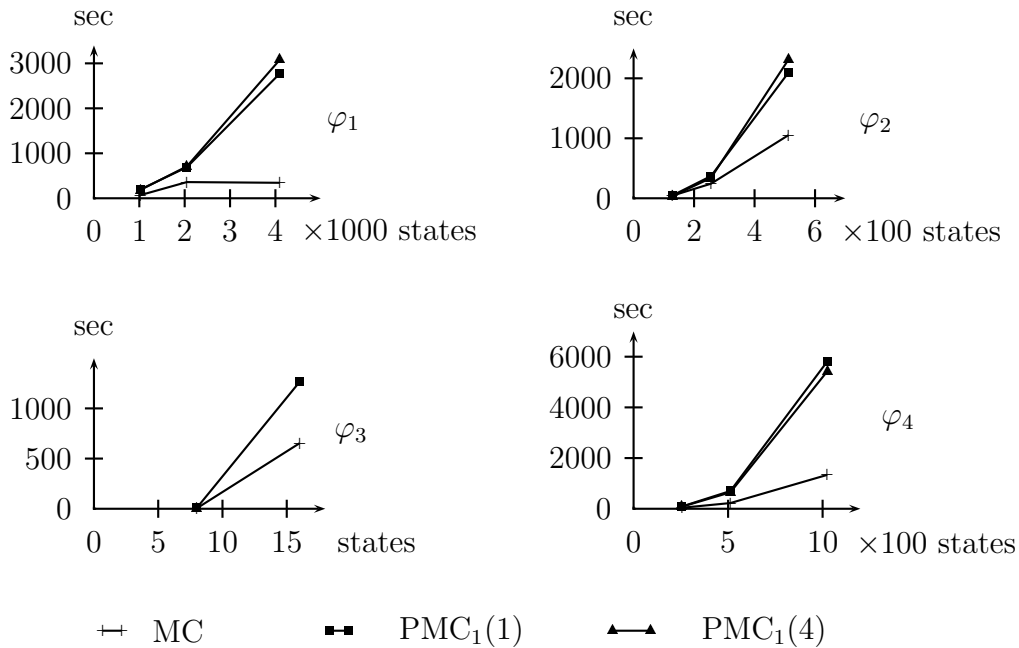 sec
3000
2000
1000
0
0 1 2 3 4 ×1000 states
φ₁
sec
2000
1000
0
0 2 4 6 ×100 states
φ₂
sec
1000
500
0
0 5 10 15 states
φ₃
sec
6000
4000
2000
0
0 5 10 ×100 states
φ₄
MC PMC₁(1) PMC₁(4)